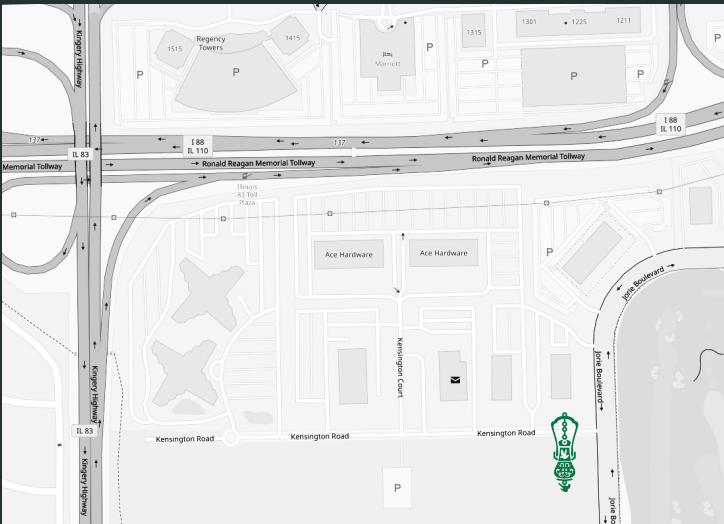 Kingery Highway
Regency
Towers
1515
1415
P
P
Marriott
P
1315
P
1301
1225
1211
P
P
P
137
IL 83
I 88
IL 110
137
I 88
IL 110
Memorial Tollway
Ronald Reagan Memorial Tollway
Ronald Reagan Memorial Tollway
Illinois
83 Toll
Plaza
Ace Hardware
Ace Hardware
P
Jorie Boulevard
Kensington Court
Jorie Boulevard
Kingery Highway
IL 83
Kensington Road
Kensington Road
Kensington Road
Kingery Highway
P
Jorie Bo